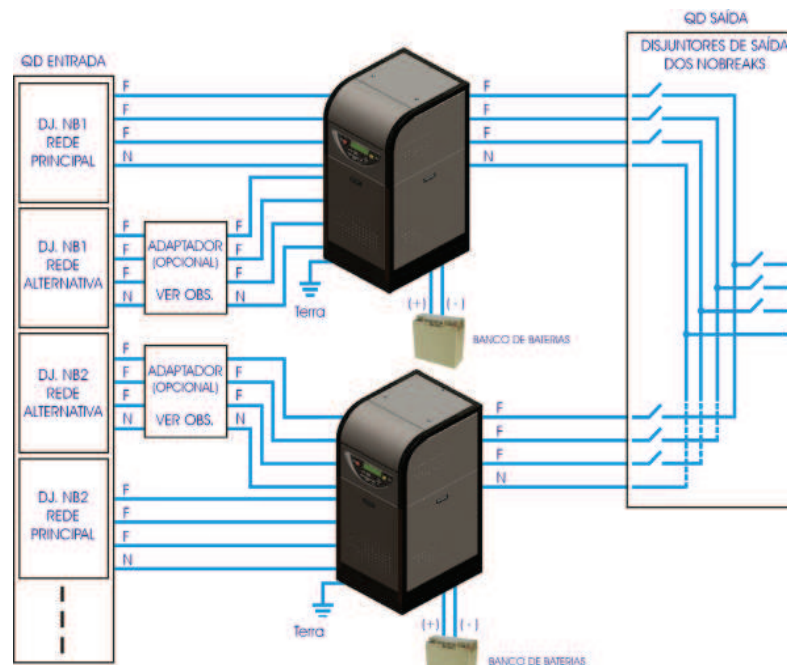 QD SAÍDA
DISJUNTORES DE SAÍDA
DOS NOBREAKS
QD ENTRADA
DJ. NB1
REDE
PRINCIPAL
F
F
F
N
F
F
F
N
DJ. NB1
REDE
ALTERNATIVA
F
F
F
N
ADAPTADOR
(OPCIONAL)
VER OBS.
F
F
F
N
Terra
(+) (-)
BANCO DE BATERIAS
DJ. NB2
REDE
ALTERNATIVA
F
F
F
N
ADAPTADOR
(OPCIONAL)
VER OBS.
F
F
F
N
F
F
F
N
DJ. NB2
REDE
PRINCIPAL
F
F
F
N
Terra
(+) (-)
BANCO DE BATERIAS